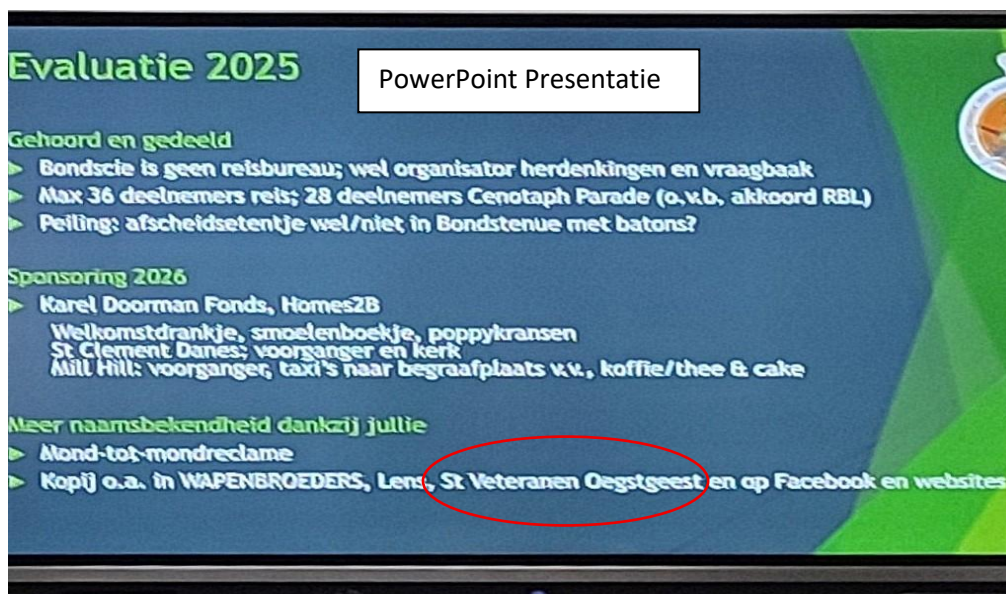 Evaluatie 2025
PowerPoint Presentatie
Gehoord en gedeeld
Bondscie is geen reisbureau; wel organisator herdenkingen en vraagbaak
Max 36 deelnemers reis; 28 deelnemers Cenotaph Parade (o.v.b. akkoord RBL)
Peiling: afscheidsetentje wel/niet in Bondstenue met batons?
Sponsoring 2026
Karel Doorman Fonds, Homes2B
Welkomstdrankje, smoelenboekje, poppykransen
St Clement Danes: voorganger en kerk
Mill Hill: voorganger, taxi's naar begraafplaats v.v., koffie/thee & cake
Meer naamsbekendheid dankzij jullie
Mond-tot-mondreclame
Kopij o.a. in WAPENBROEDERS, Lens, St Veteranen Oegstgeest en op Facebook en websites